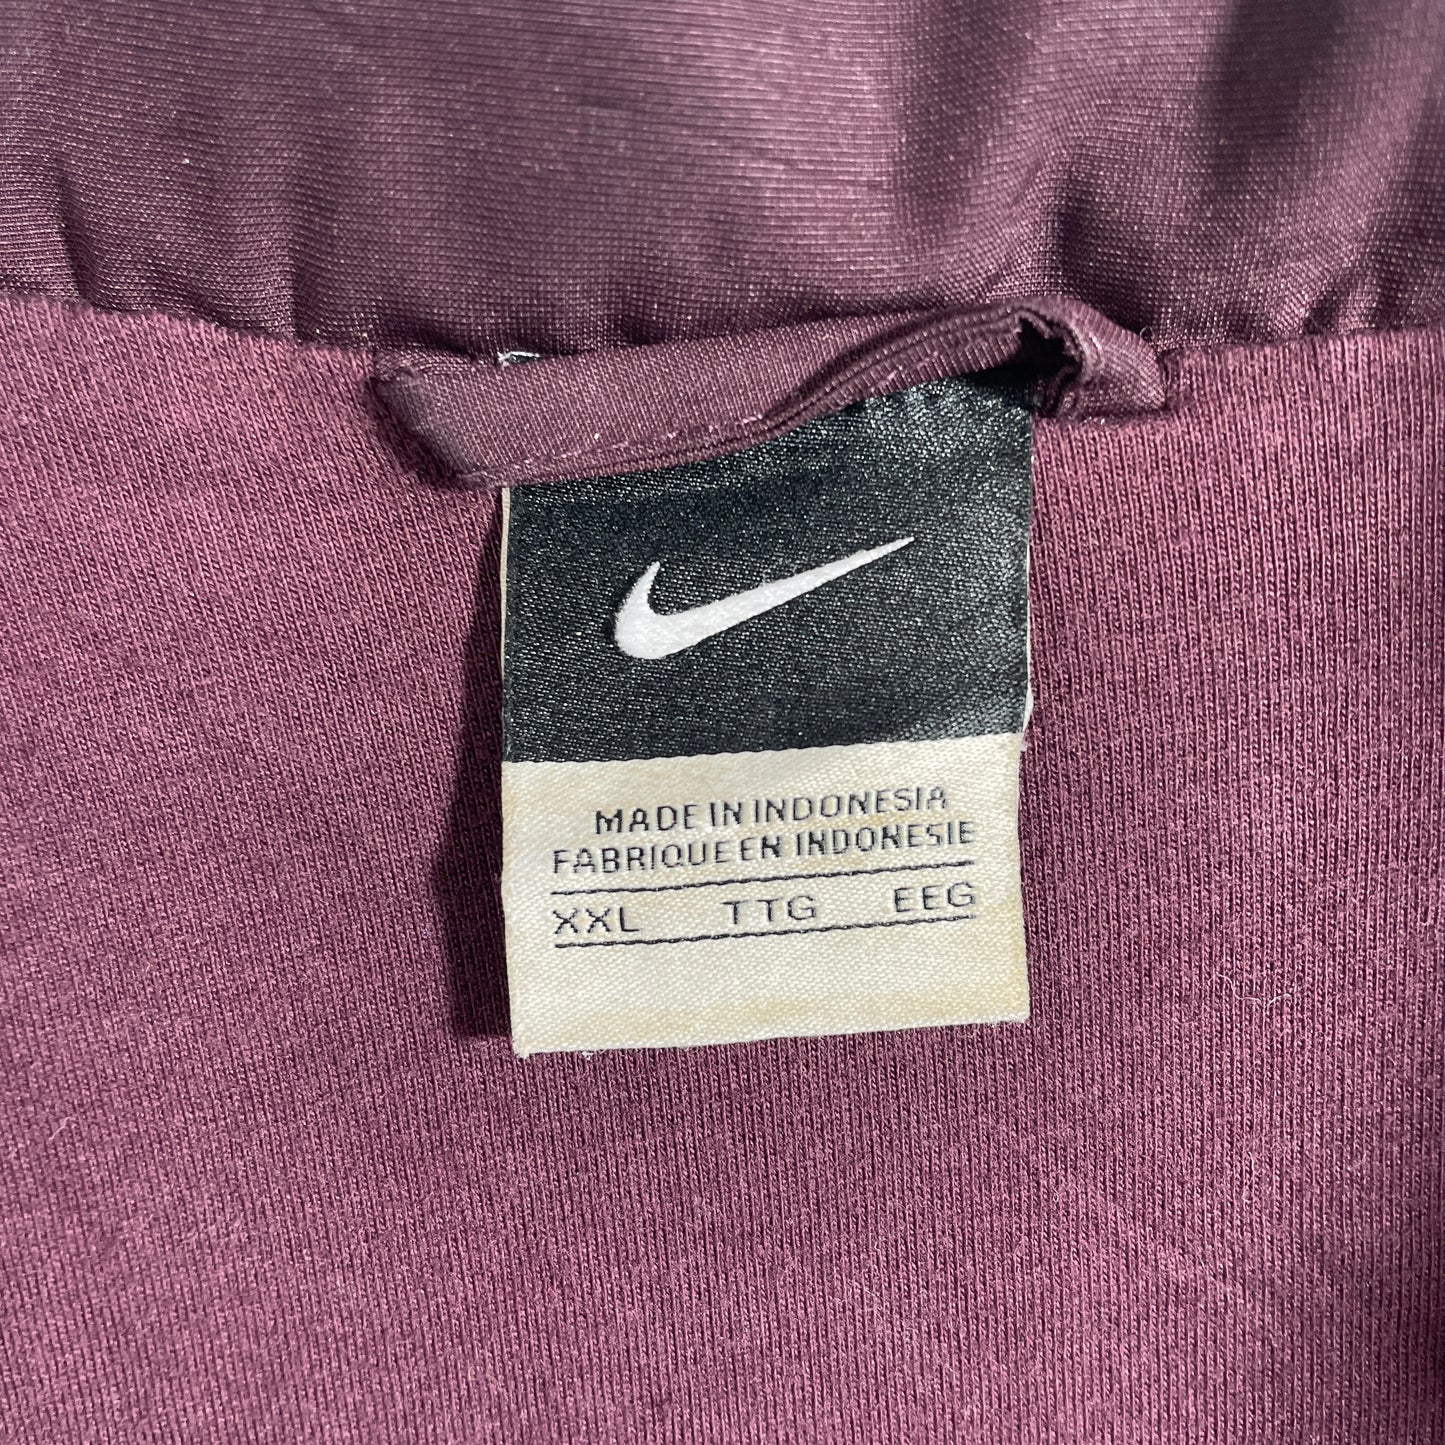 MADE IN INDONESIA
FABRIQUE EN INDONESIE
XXL TTG EEG